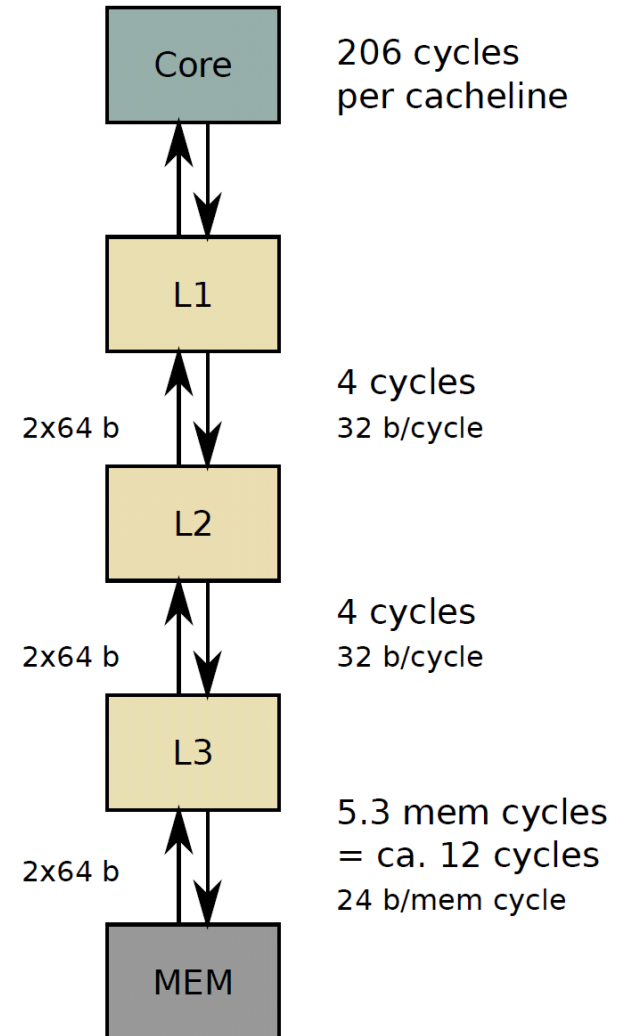 Core
206 cycles
per cacheline
L1
4 cycles
2x64 b
32 b/cycle
L2
4 cycles
2x64 b
32 b/cycle
L3
5.3 mem cycles
= ca. 12 cycles
2x64 b
24 b/mem cycle
MEM